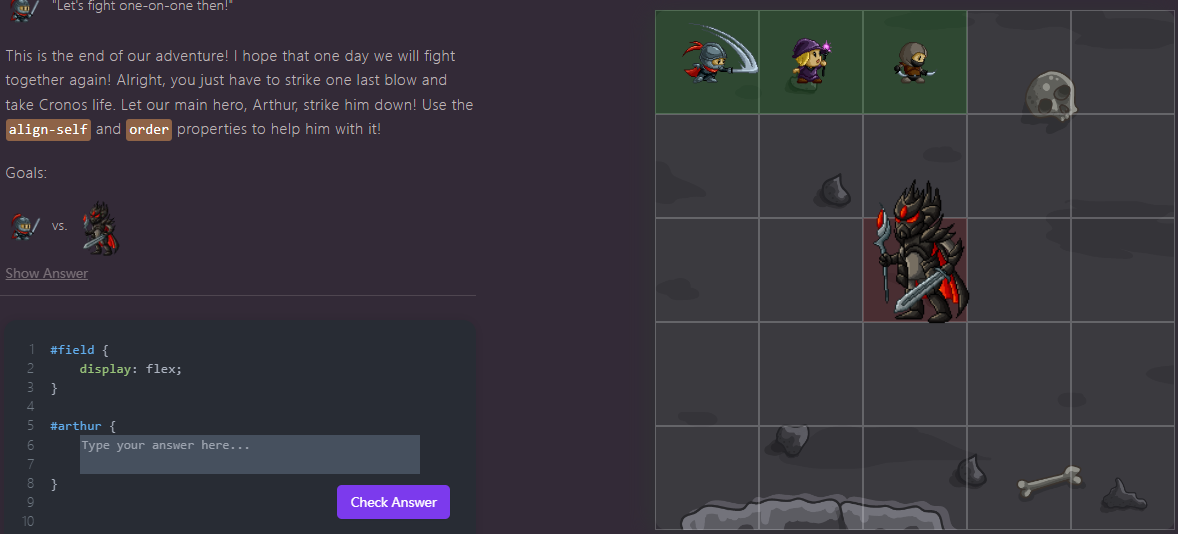 "Let's fight one-on-one then!"
This is the end of our adventure! I hope that one day we will fight
together again! Alright, you just have to strike one last blow and
take Cronos life. Let our main hero, Arthur, strike him down! Use the
align-self and order properties to help him with it!
Goals:
vs.
Show Answer
1 #field {
2 display: flex;
3 }
4
5 #arthur {
6 Type your answer here...
7
8 }
9
Check Answer
10